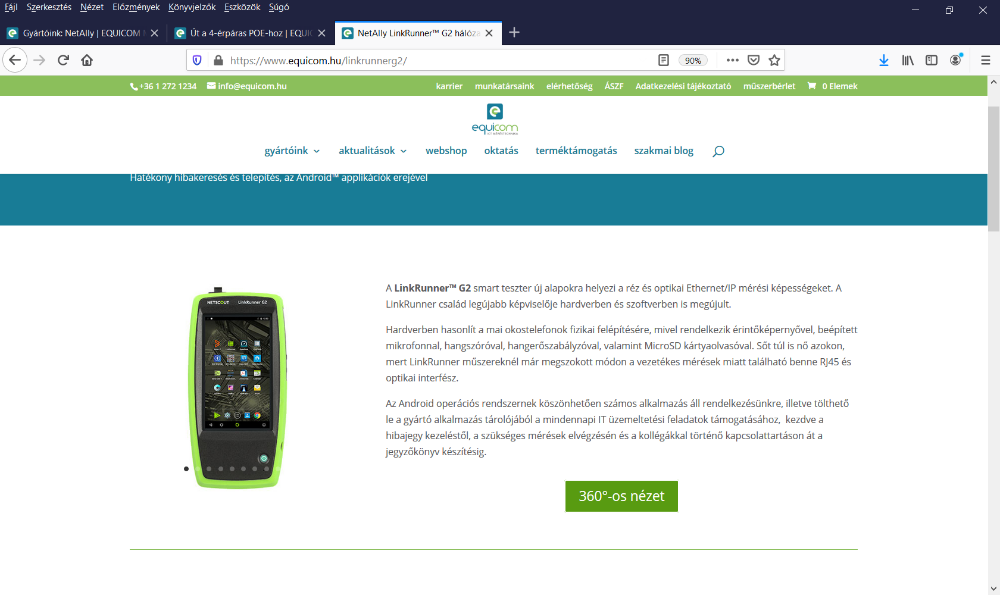 Fájl Szerkesztés Nézet Előzmények Könyvjelzők Eszközök Súgó
Gyártóink: NetAlly | EQUICOM
Út a 4-érpáras POE-hoz | EQUIC
NetAlly LinkRunner™ G2 hálóza
https://www.equicom.hu/linkrunnerg2/
90%
+36 1 272 1234 info@equicom.hu
karrier munkatársaink elérhetőség ÁSZF Adatkezelési tájékoztató műszerbérlet 0 Elemek
equicom
ICT MÉRÉSTECHNIKA
gyártóink aktualitások webshop oktatás terméktámogatás szakmai blog
Hatékony hibakeresés és telepítés, az Android™ applikációk erejével
NETSCOUT LinkRunner G2
A LinkRunner™ G2 smart teszter új alapokra helyezi a réz és optikai Ethernet/IP mérési képességeket. A
LinkRunner család legújabb képviselője hardverben és szoftverben is megújult.
Hardverben hasonlít a mai okostelefonok fizikai felépítésére, mivel rendelkezik érintőképernyővel, beépített
mikrofonnal, hangszóróval, hangerőszabályzóval, valamint MicroSD kártyaolvasóval. Sőt túl is nő azokon,
mert LinkRunner műszereknél már megszokott módon a vezetékes mérések miatt található benne RJ45 és
optikai interfész.
Az Android operációs rendszernek köszönhetően számos alkalmazás áll rendelkezésünkre, illetve tölthető
le a gyártó alkalmazás tárolójából a mindennapi IT üzemeltetési feladatok támogatásához, kezdve a
hibajegy kezeléstől, a szükséges mérések elvégzésén és a kollégákkal történő kapcsolattartáson át a
jegyzőkönyv készítésig.
360°-os nézet